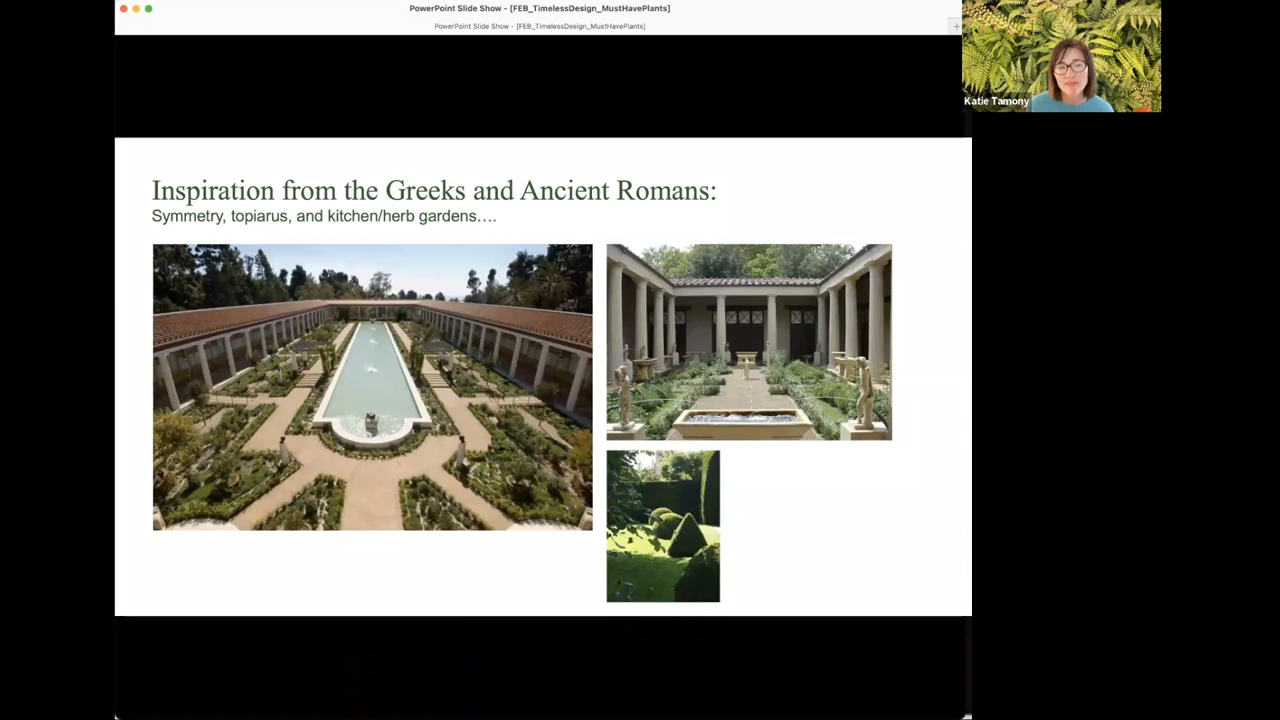 PowerPoint Slide Show - [FEB_TimelessDesign_MustHavePlants]
PowerPoint Slide Show - [FEB_TimelessDesign_MustHavePlants]
Katie Tamony
Inspiration from the Greeks and Ancient Romans:
Symmetry, topiarus, and kitchen/herb gardens….